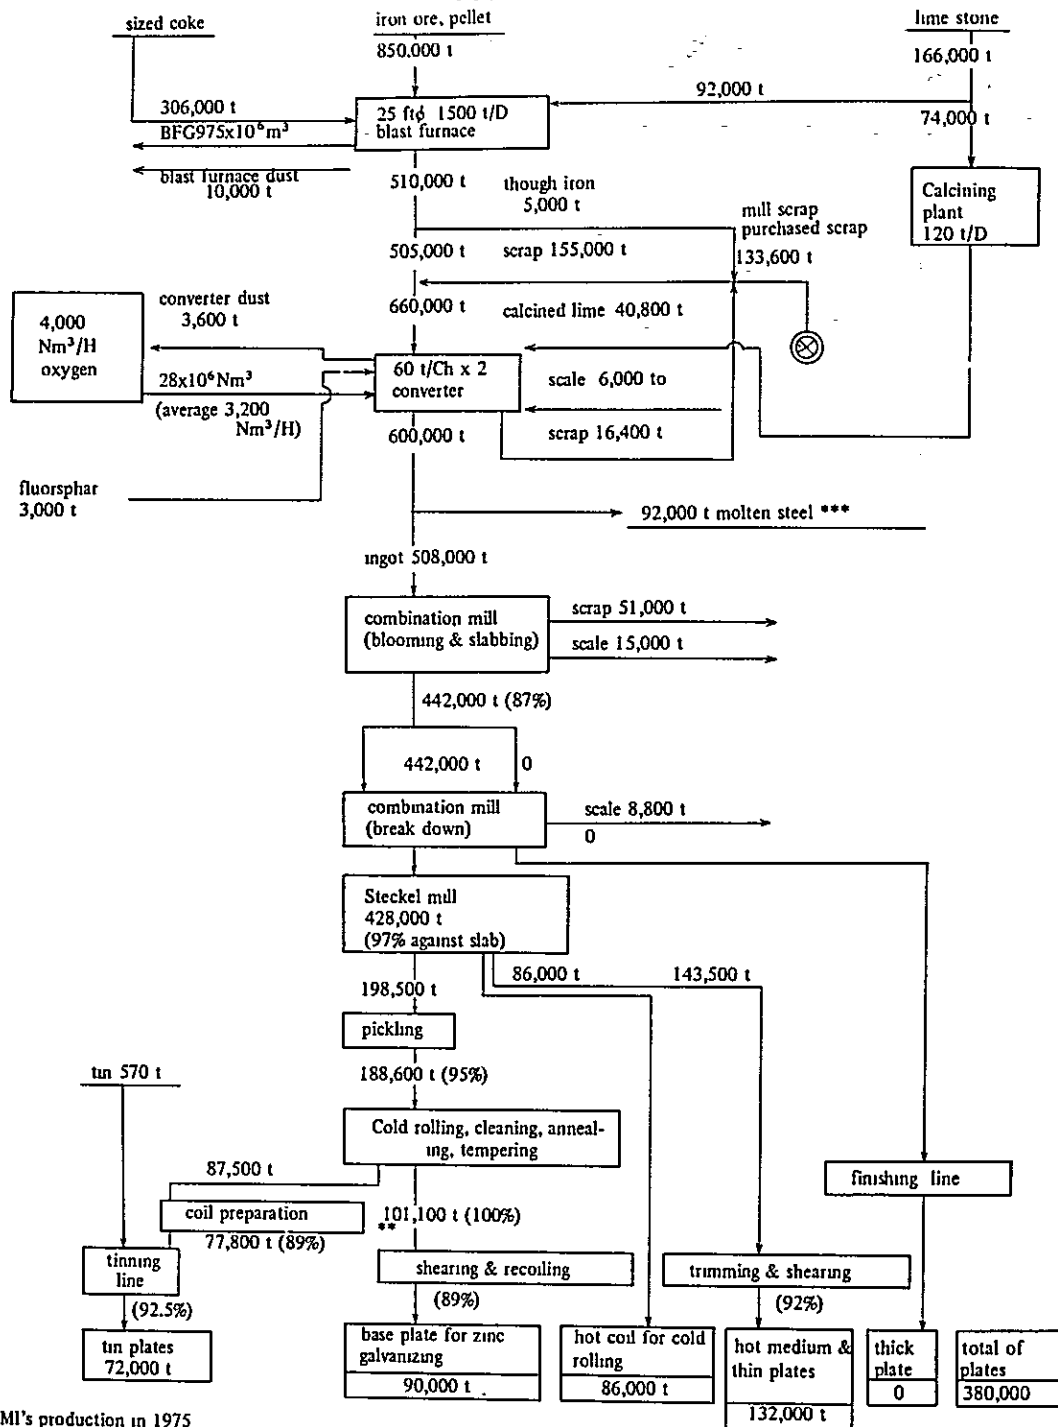 sized coke
iron ore, pellet
lime stone
850,000 t
166,000 t
306,000 t
25 ftφ 1500 t/D
blast furnace
92,000 t
74,000 t
BFG975x10⁶m³
blast furnace dust
10,000 t
510,000 t
though iron
5,000 t
Calcining
plant
120 t/D
mill scrap
purchased scrap
133,600 t
505,000 t
scrap 155,000 t
converter dust
3,600 t
660,000 t
calcined lime 40,800 t
4,000
Nm³/H
oxygen
28x10⁶Nm³
(average 3,200
Nm³/H)
60 t/Ch x 2
converter
scale 6,000 to
600,000 t
scrap 16,400 t
fluorsphar
3,000 t
92,000 t molten steel ***
ingot 508,000 t
combination mill
(blooming & slabbing)
scrap 51,000 t
scale 15,000 t
442,000 t (87%)
442,000 t
0
combination mill
(break down)
scale 8,800 t
0
Steckel mill
428,000 t
(97% against slab)
86,000 t
143,500 t
198,500 t
pickling
tin 570 t
188,600 t (95%)
Cold rolling, cleaning, anneal-
ing, tempering
87,500 t
finishing line
coil preparation
101,100 t (100%)
**
77,800 t (89%)
tinning
line
shearing & recoiling
trimming & shearing
(92.5%)
(89%)
(92%)
tin plates
72,000 t
base plate for zinc
galvanizing
90,000 t
hot coil for cold
rolling
86,000 t
hot medium &
thin plates
132,000 t
thick
plate
0
total of
plates
380,000
MI's production in 1975